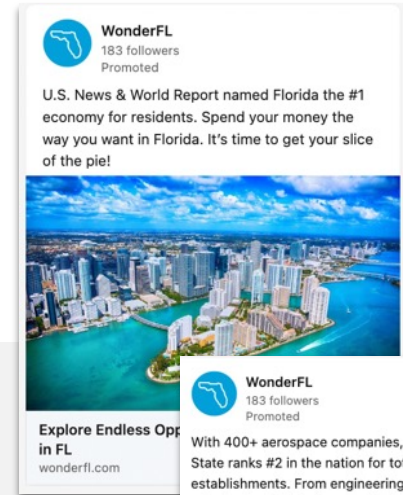 WonderFL
183 followers
Promoted
U.S. News & World Report named Florida the #1
economy for residents. Spend your money the
way you want in Florida. It's time to get your slice
of the pie!
Explore Endless
in FL
wonderfl.com
WonderFL
183 followers
Promoted
With 400+ aerospace companies,
State ranks #2 in the nation for
establishments. From engineering